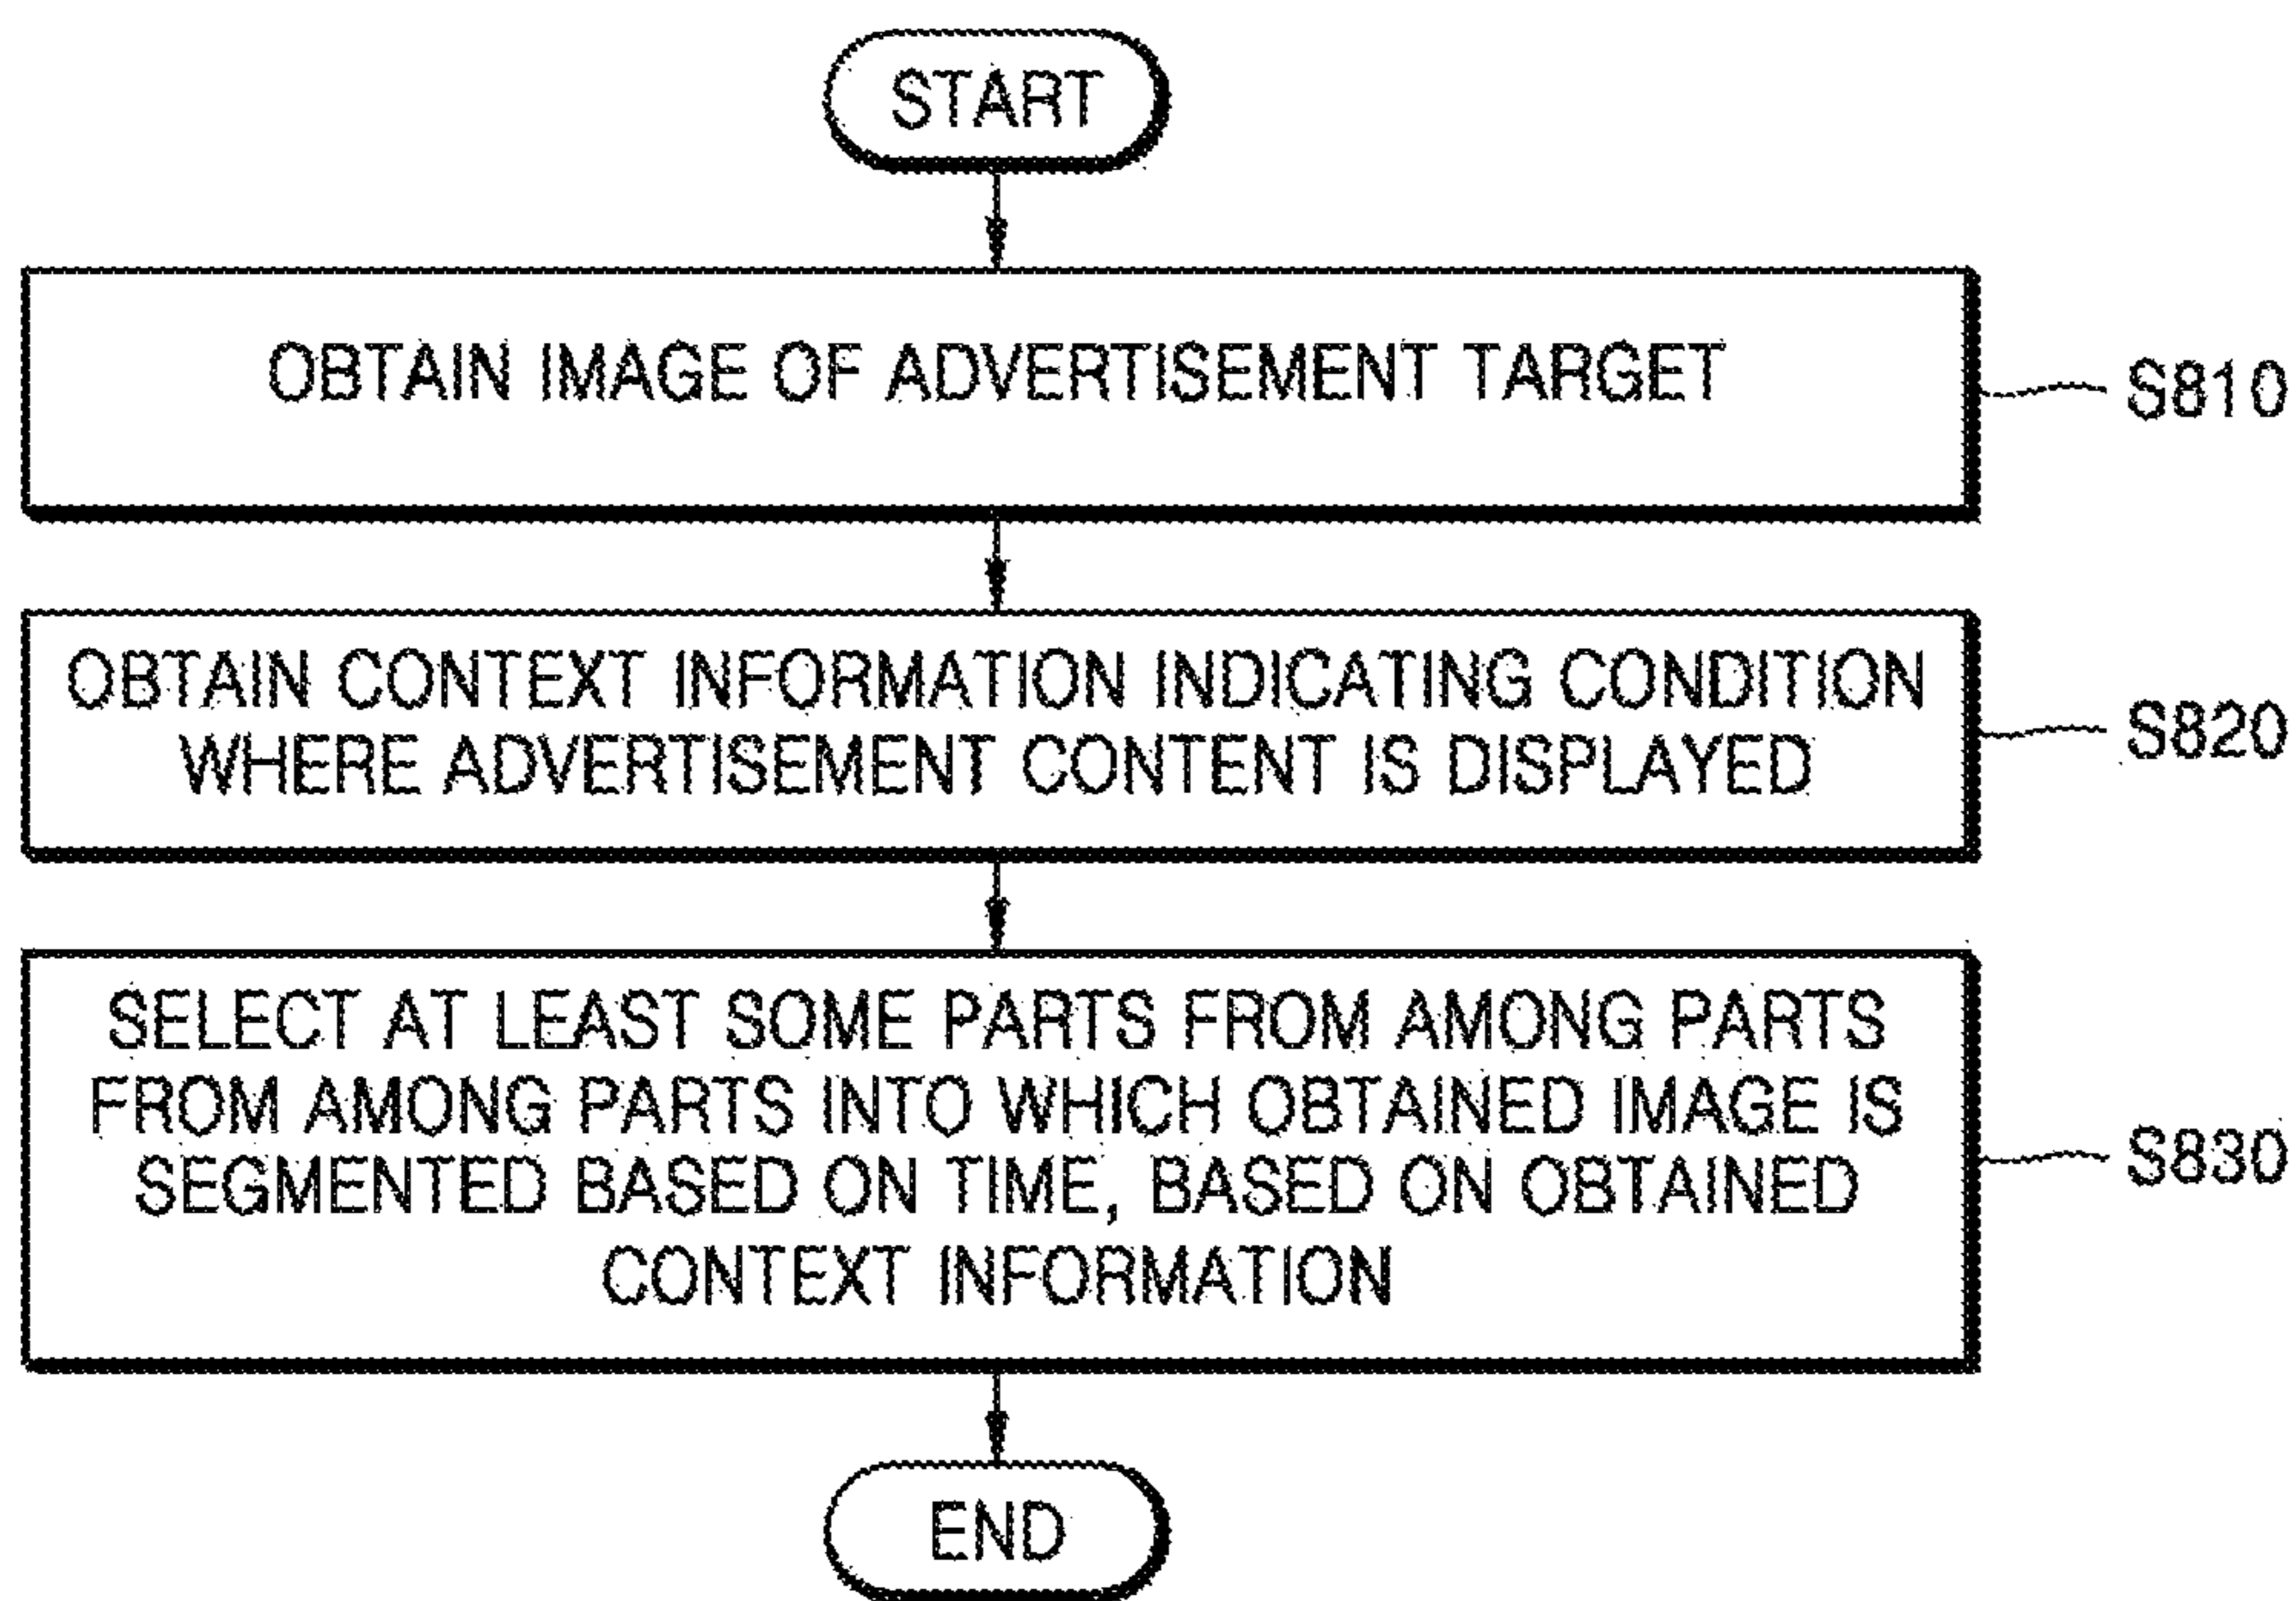 START
OBTAIN IMAGE OF ADVERTISEMENT TARGET
S810
OBTAIN CONTEXT INFORMATION INDICATING CONDITION
WHERE ADVERTISEMENT CONTENT IS DISPLAYED
S820
SELECT AT LEAST SOME PARTS FROM AMONG PARTS
FROM AMONG PARTS INTO WHICH OBTAINED IMAGE IS
SEGMENTED BASED ON TIME, BASED ON OBTAINED
CONTEXT INFORMATION
S830
END